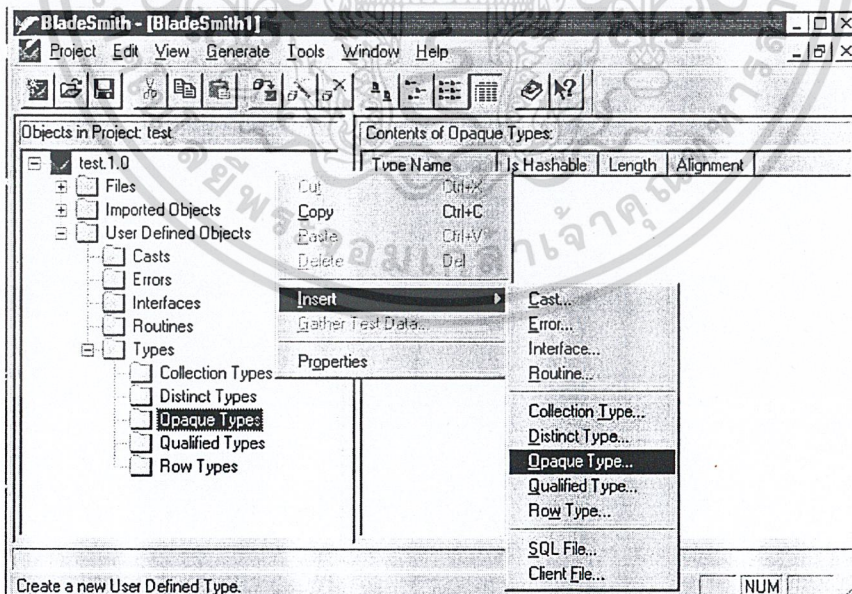 BladeSmith - [BladeSmith1]
Project Edit View Generate Tools Window Help
Objects in Project: test
Contents of Opaque Types:
Type Name Is Hashable Length Alignment
test.1.0
Files
Imported Objects
User Defined Objects
Casts
Errors
Interfaces
Routines
Types
Collection Types
Distinct Types
Opaque Types
Qualified Types
Row Types
Cut Ctrl+X
Copy Ctrl+C
Paste Ctrl+V
Delete Del
Insert
Gather Test Data...
Properties
Cast...
Error...
Interface...
Routine...
Collection Type...
Distinct Type...
Opaque Type...
Qualified Type...
Row Type...
SQL File...
Client File...
Create a new User Defined Type.
NUM